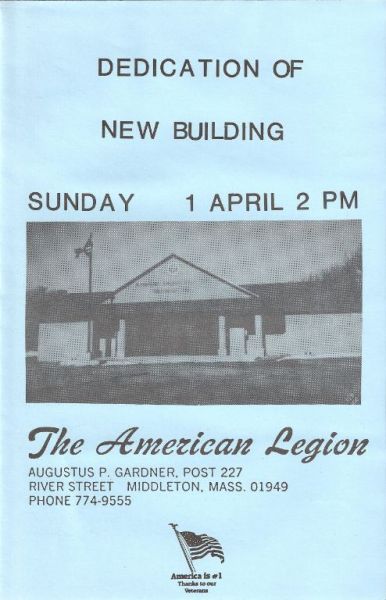 DEDICATION OF
NEW BUILDING
SUNDAY 1 APRIL 2 PM
The American Legion
AUGUSTUS P. GARDNER, POST 227
RIVER STREET MIDDLETON, MASS. 01949
PHONE 774-9555
America is #1
Thanks to our
Veterans